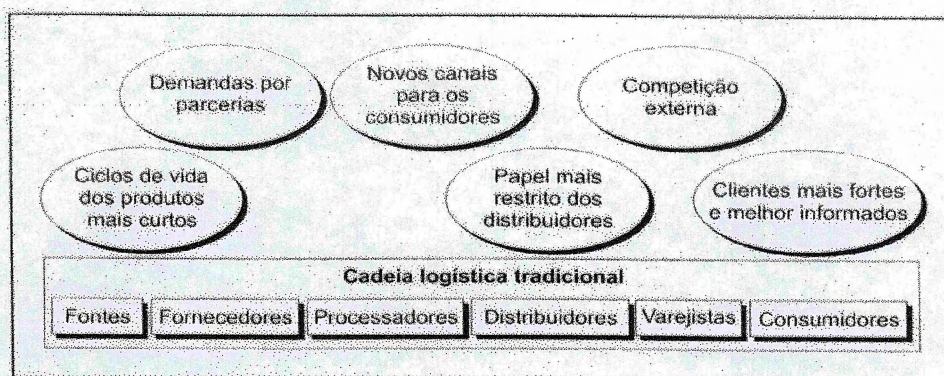 Demandas por
parcerias
Novos canais
para os
consumidores
Competição
externa
Ciclos de vida
dos produtos
mais curtos
Papel mais
restrito dos
distribuidores
Clientes mais fortes
e melhor informados
Cadeia logística tradicional
Fontes
Fornecedores
Processadores
Distribuidores
Varejistas
Consumidores